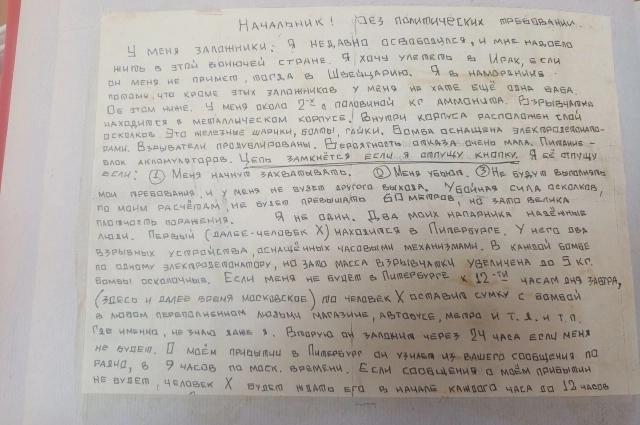 НАЧАЛЬНИК! БЕЗ ПОЛИТИЧЕСКИХ ТРЕБОВАНИЙ.
У МЕНЯ ЗАЛОЖНИКИ. Я НЕДАВНО ОСВОБОДИЛСЯ, И МНЕ НАДОЕЛО
ЖИТЬ В ЭТОЙ ВОНЮЧЕЙ СТРАНЕ. Я ХОЧУ УЛЕТЕТЬ В ИРАК, ЕСЛИ
ОН МЕНЯ НЕ ПРИМЕТ, ТОГДА В ШВЕЙЦАРИЮ. Я В НАМОРДНИКЕ
ПОТОМУ, ЧТО КРОМЕ ЭТИХ ЗАЛОЖНИКОВ У МЕНЯ НА ХАТЕ ЕЩЁ ОДНА БАБА.
ОБ ЭТОМ НИЖЕ. У МЕНЯ ОКОЛО 2-Х С ПОЛОВИНОЙ КГ АММОНИТА. ВЗРЫВЧАТКА
НАХОДИТСЯ В МЕТАЛЛИЧЕСКОМ КОРПУСЕ. ВНУТРИ КОРПУСА РАСПОЛОЖЕН СЛОЙ
ОСКОЛКОВ. ЭТО ЖЕЛЕЗНЫЕ ШАРИКИ, БОЛТЫ, ГАЙКИ. БОМБА ОСНАЩЕНА ЭЛЕКТРОДЕТОНАТО-
РАМИ. ВЗРЫВАТЕЛИ ПРОДУБЛИРОВАНЫ. ВЕРОЯТНОСТЬ ОТКАЗА ОЧЕНЬ МАЛА. ПИТАНИЕ -
БЛОК АККУМУЛЯТОРОВ. ЦЕПЬ ЗАМКНЁТСЯ ЕСЛИ Я ОТПУЩУ КНОПКУ. Я ЕЁ ОТПУЩУ
ЕСЛИ: ① МЕНЯ НАЧНУТ ЗАХВАТЫВАТЬ. ② МЕНЯ УБЬЮТ. ③ НЕ БУДУТ ВЫПОЛНЯТЬ
МОИ ТРЕБОВАНИЯ И У МЕНЯ НЕ БУДЕТ ДРУГОГО ВЫХОДА. УБОЙНАЯ СИЛА ОСКОЛКОВ,
ПО МОИМ РАСЧЁТАМ, НЕ БУДЕТ ПРЕВЫШАТЬ 60 МЕТРОВ, НО ЗАТО ВЕЛИКА
ПЛОТНОСТЬ ПОРАЖЕНИЯ. Я НЕ ОДИН. ДВА МОИХ НАПАРНИКА НАДЁЖНЫЕ
ЛЮДИ. ПЕРВЫЙ (ДАЛЕЕ-ЧЕЛОВЕК X) НАХОДИТСЯ В ПИТЕРБУРГЕ. У НЕГО ДВА
ВЗРЫВНЫХ УСТРОЙСТВА, ОСНАЩЁННЫХ ЧАСОВЫМИ МЕХАНИЗМАМИ. В КАЖДОЙ БОМБЕ
ПО ОДНОМУ ЭЛЕКТРОДЕТОНАТОРУ, НО ЗАТО МАССА ВЗРЫВЧАТКИ УВЕЛИЧЕНА ДО 5 КГ.
БОМБЫ ОСКОЛОЧНЫЕ. ЕСЛИ МЕНЯ НЕ БУДЕТ В ПИТЕРБУРГЕ К 12-ТИ ЧАСАМ ДНЯ ЗАВТРА,
(ЗДЕСЬ И ДАЛЕЕ ВРЕМЯ МОСКОВСКОЕ) ТО ЧЕЛОВЕК X ОСТАВИТ СУМКУ С БОМБОЙ
В ЛЮБОМ ПЕРЕПОЛНЕННОМ ЛЮДЬМИ МАГАЗИНЕ, АВТОБУСЕ, МЕТРО И Т.Д. И Т.П.
ГДЕ ИМЕННО, НЕ ЗНАЮ ДАЖЕ Я. ВТОРУЮ ОН ЗАЛОЖИТ ЧЕРЕЗ 24 ЧАСА ЕСЛИ МЕНЯ
НЕ БУДЕТ. О МОЁМ ПРИБЫТИИ В ПИТЕРБУРГ ОН УЗНАЕТ ИЗ ВАШЕГО СООБЩЕНИЯ ПО
РАДИО, В 9 ЧАСОВ ПО МОСК. ВРЕМЕНИ. ЕСЛИ СООБЩЕНИЯ О МОЁМ ПРИБЫТИИ
НЕ БУДЕТ, ЧЕЛОВЕК X БУДЕТ ЖДАТЬ ЕГО В НАЧАЛЕ КАЖДОГО ЧАСА ДО 12 ЧАСОВ